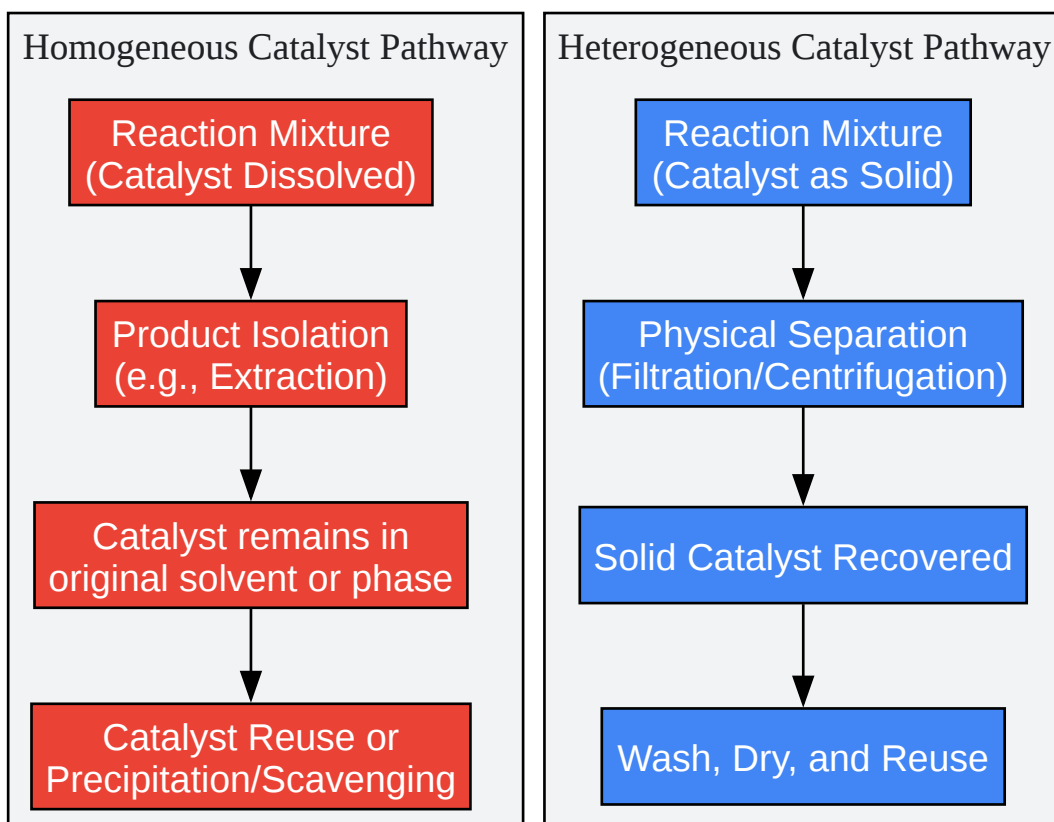 Homogeneous Catalyst Pathway
Reaction Mixture
(Catalyst Dissolved)
Product Isolation
(e.g., Extraction)
Catalyst remains in
original solvent or phase
Catalyst Reuse or
Precipitation/Scavenging
Heterogeneous Catalyst Pathway
Reaction Mixture
(Catalyst as Solid)
Physical Separation
(Filtration/Centrifugation)
Solid Catalyst Recovered
Wash, Dry, and Reuse